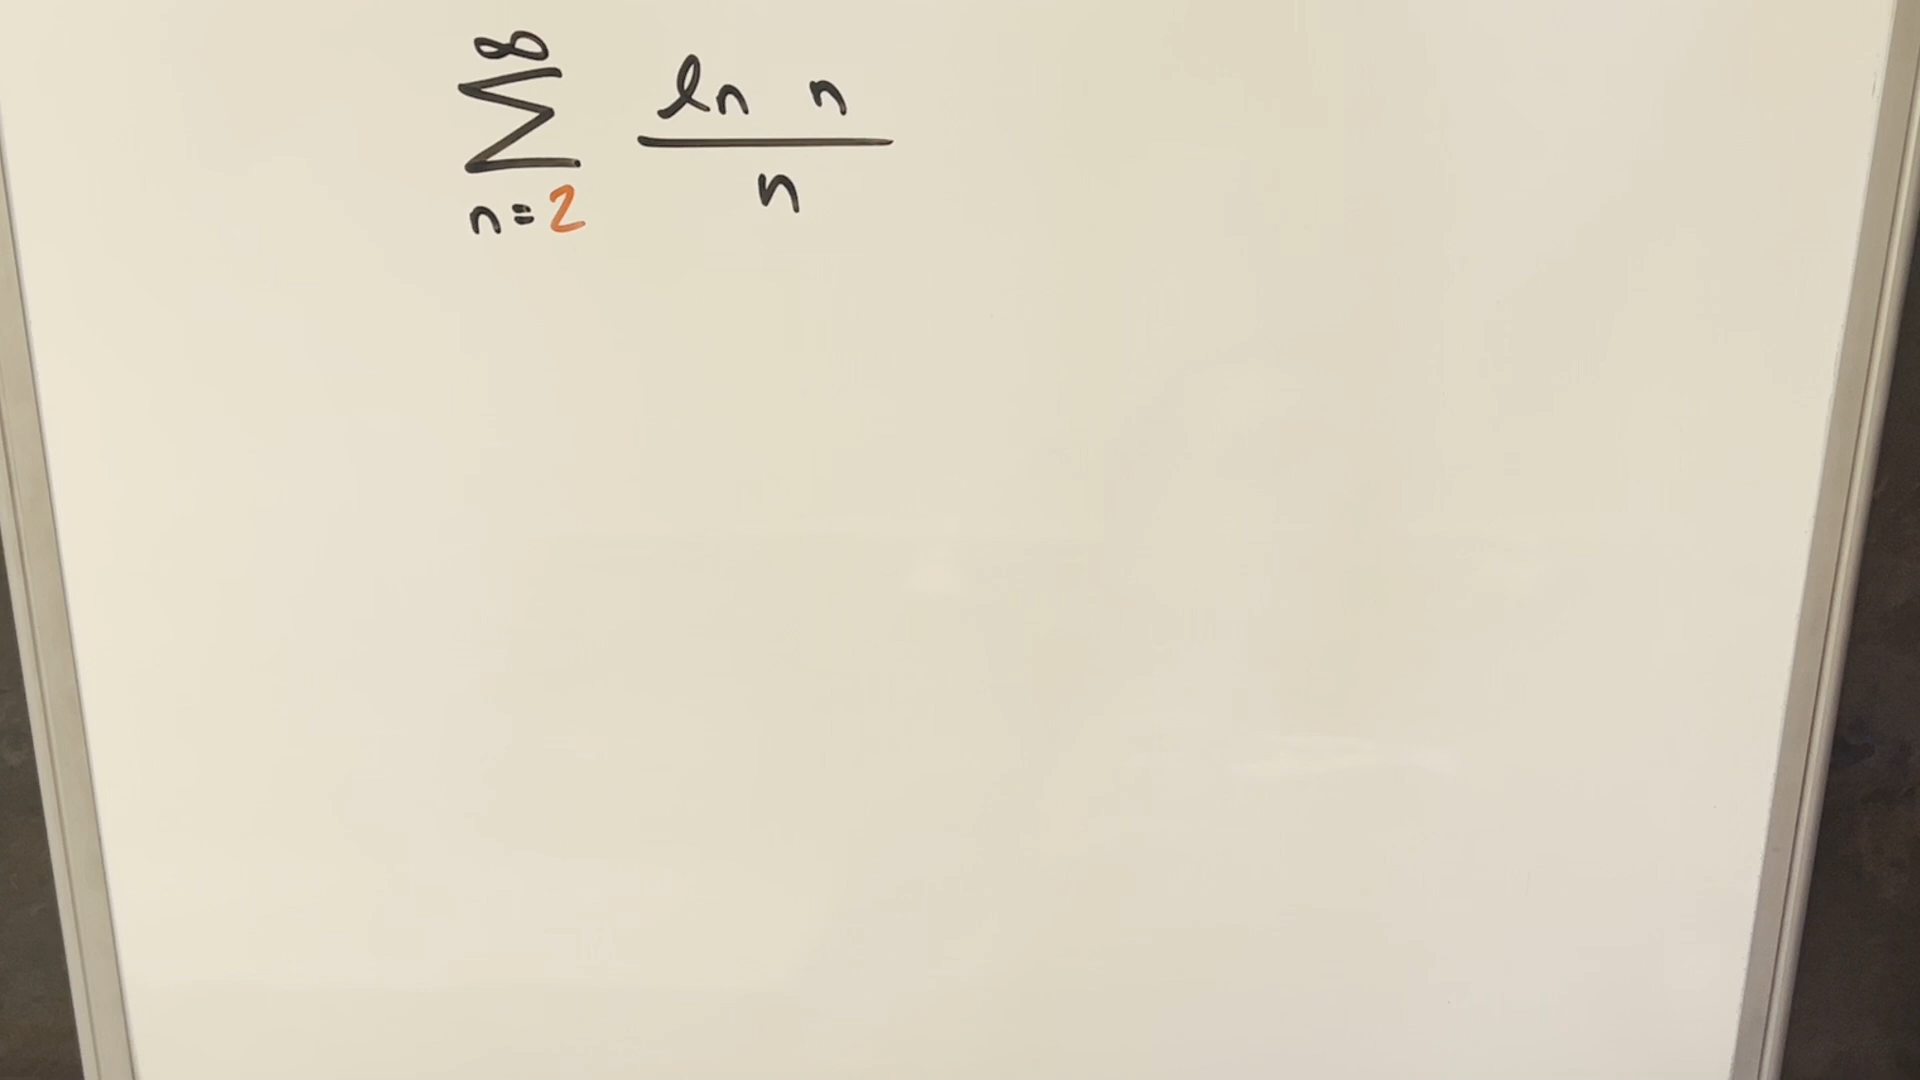 ∞
∑ ln n / n
n=2